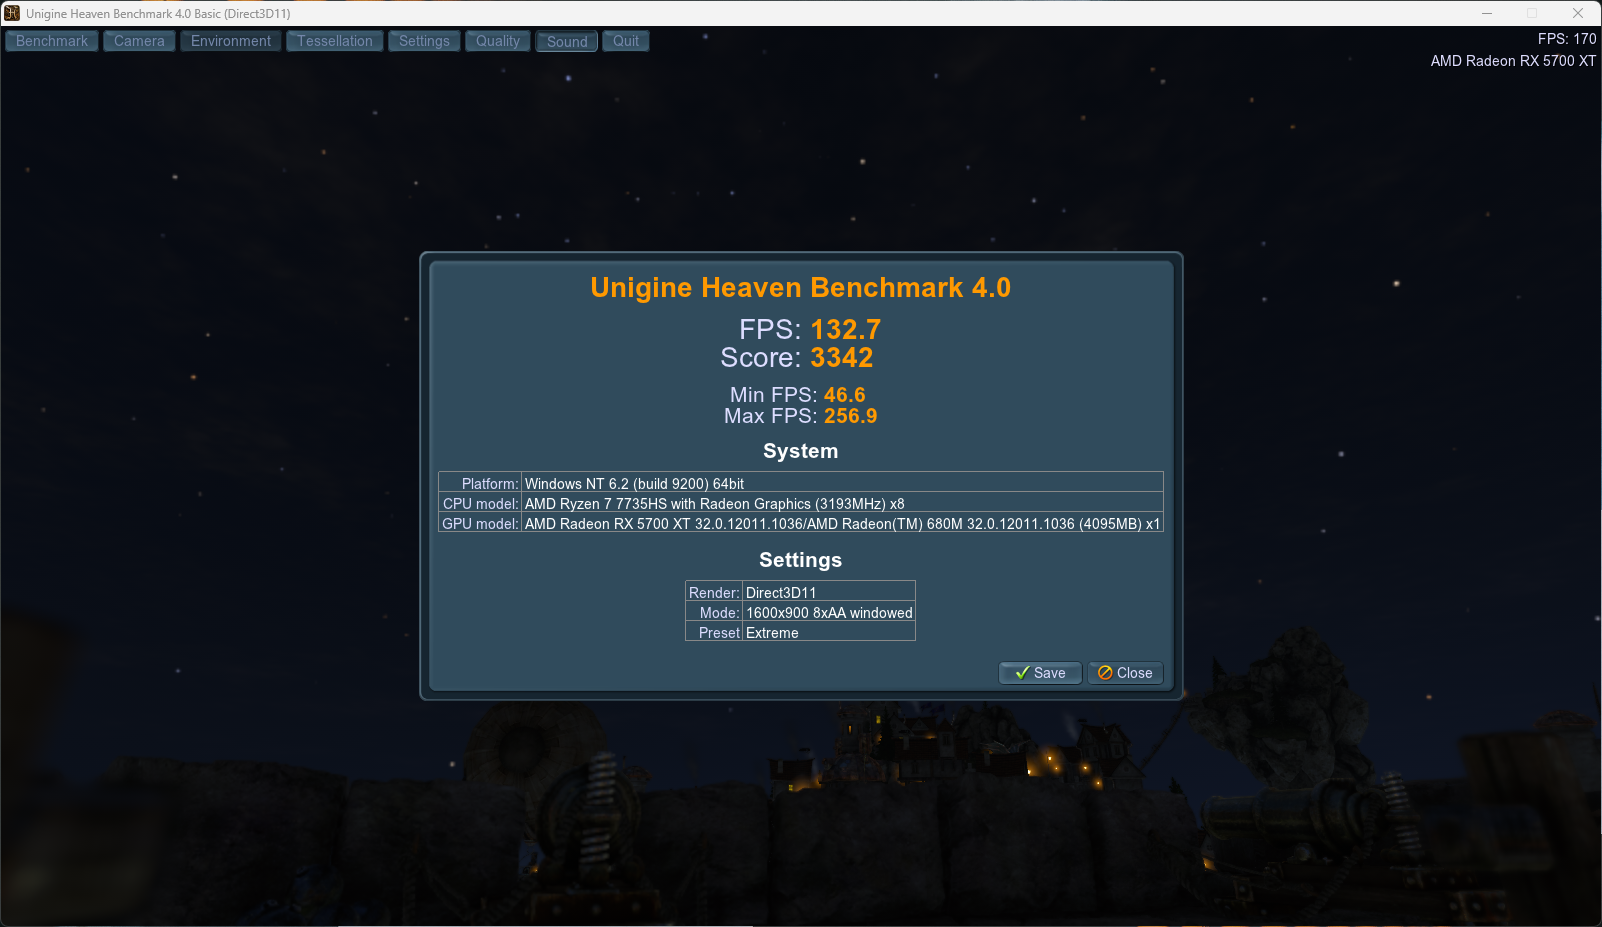 Unigine Heaven Benchmark 4.0 Basic (Direct3D11)
Benchmark Camera Environment Tessellation Settings Quality Sound Quit
FPS: 170
AMD Radeon RX 5700 XT
Unigine Heaven Benchmark 4.0
FPS: 132.7
Score: 3342
Min FPS: 46.6
Max FPS: 256.9
System
Platform: Windows NT 6.2 (build 9200) 64bit
CPU model: AMD Ryzen 7 7735HS with Radeon Graphics (3193MHz) x8
GPU model: AMD Radeon RX 5700 XT 32.0.12011.1036/AMD Radeon(TM) 680M 32.0.12011.1036 (4095MB) x1
Settings
Render: Direct3D11
Mode: 1600x900 8xAA windowed
Preset Extreme
Save Close